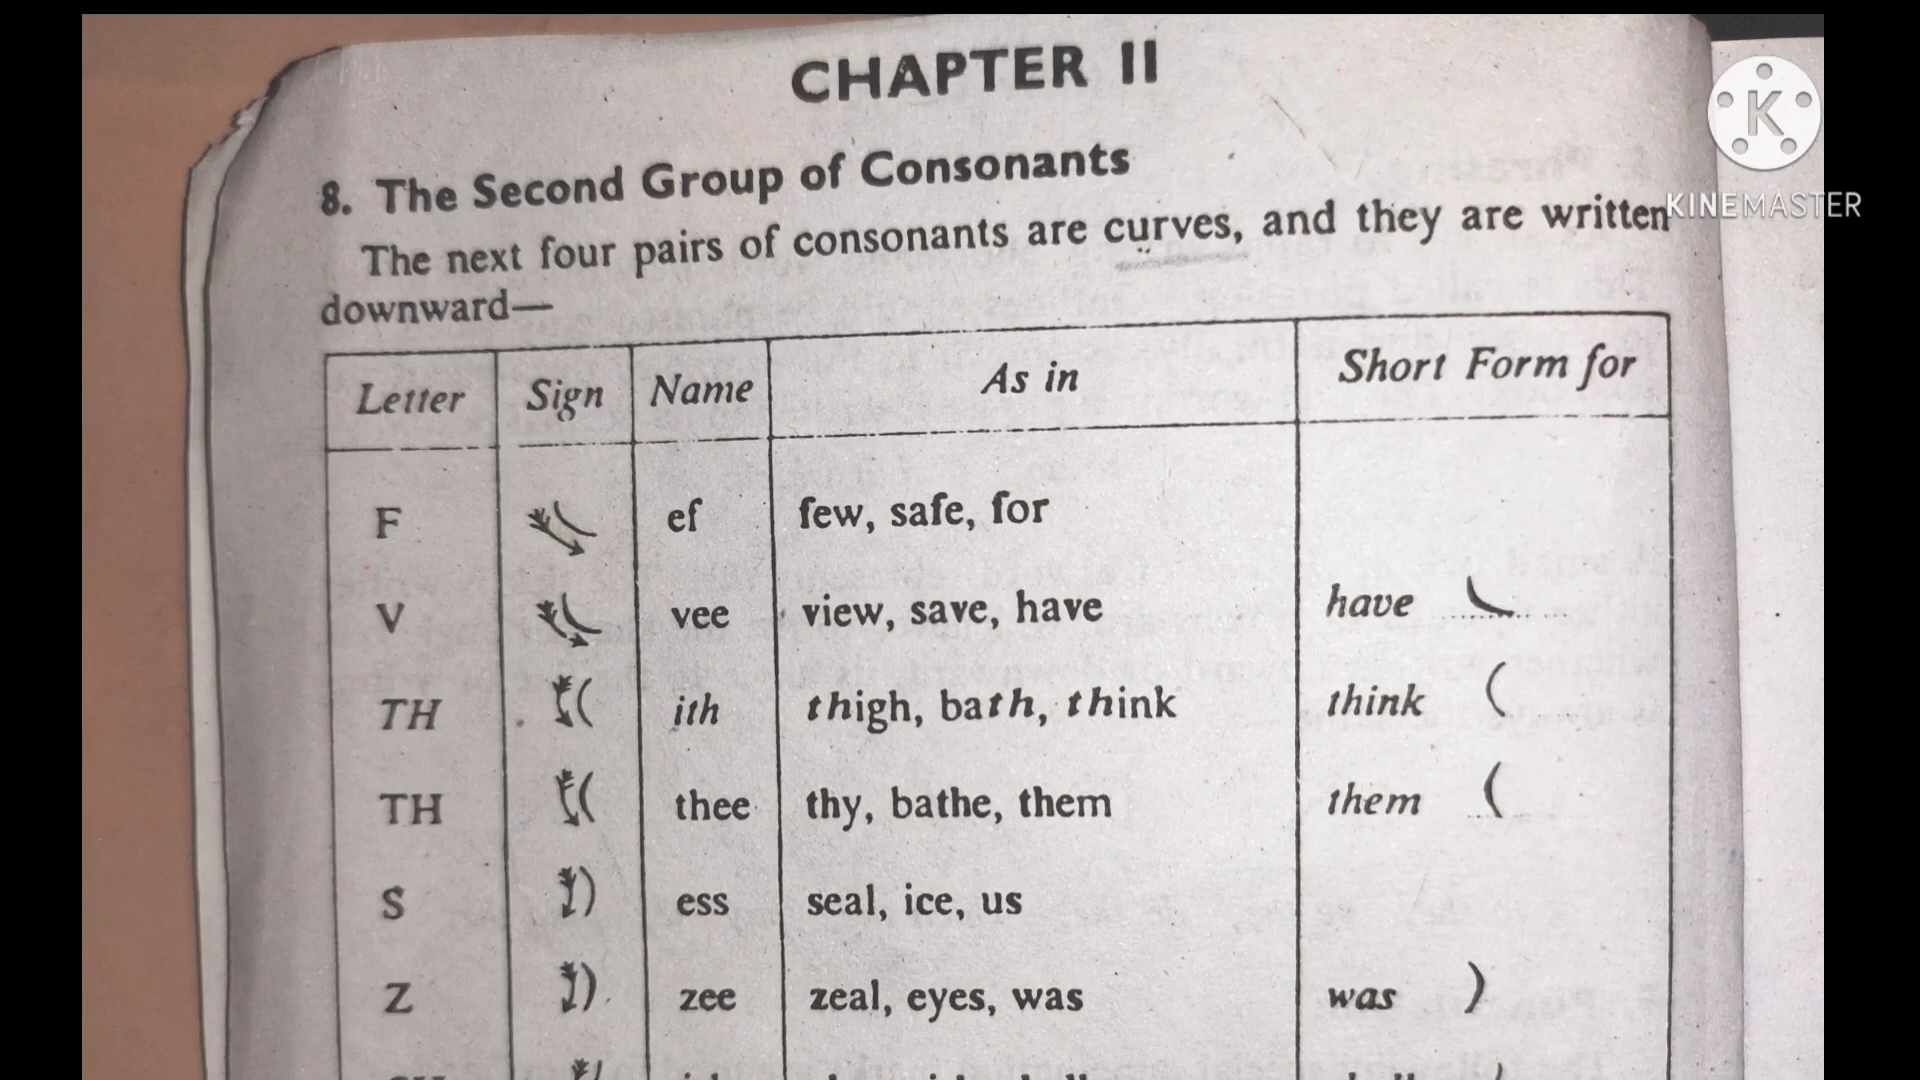 CHAPTER II
8. The Second Group of Consonants
The next four pairs of consonants are curves, and they are written
downward—
Letter Sign Name As in Short Form for
F ef few, safe, for
V vee view, save, have have
TH ith thigh, bath, think think
TH thee thy, bathe, them them
S ess seal, ice, us
Z zee zeal, eyes, was was
K
KINEMASTER